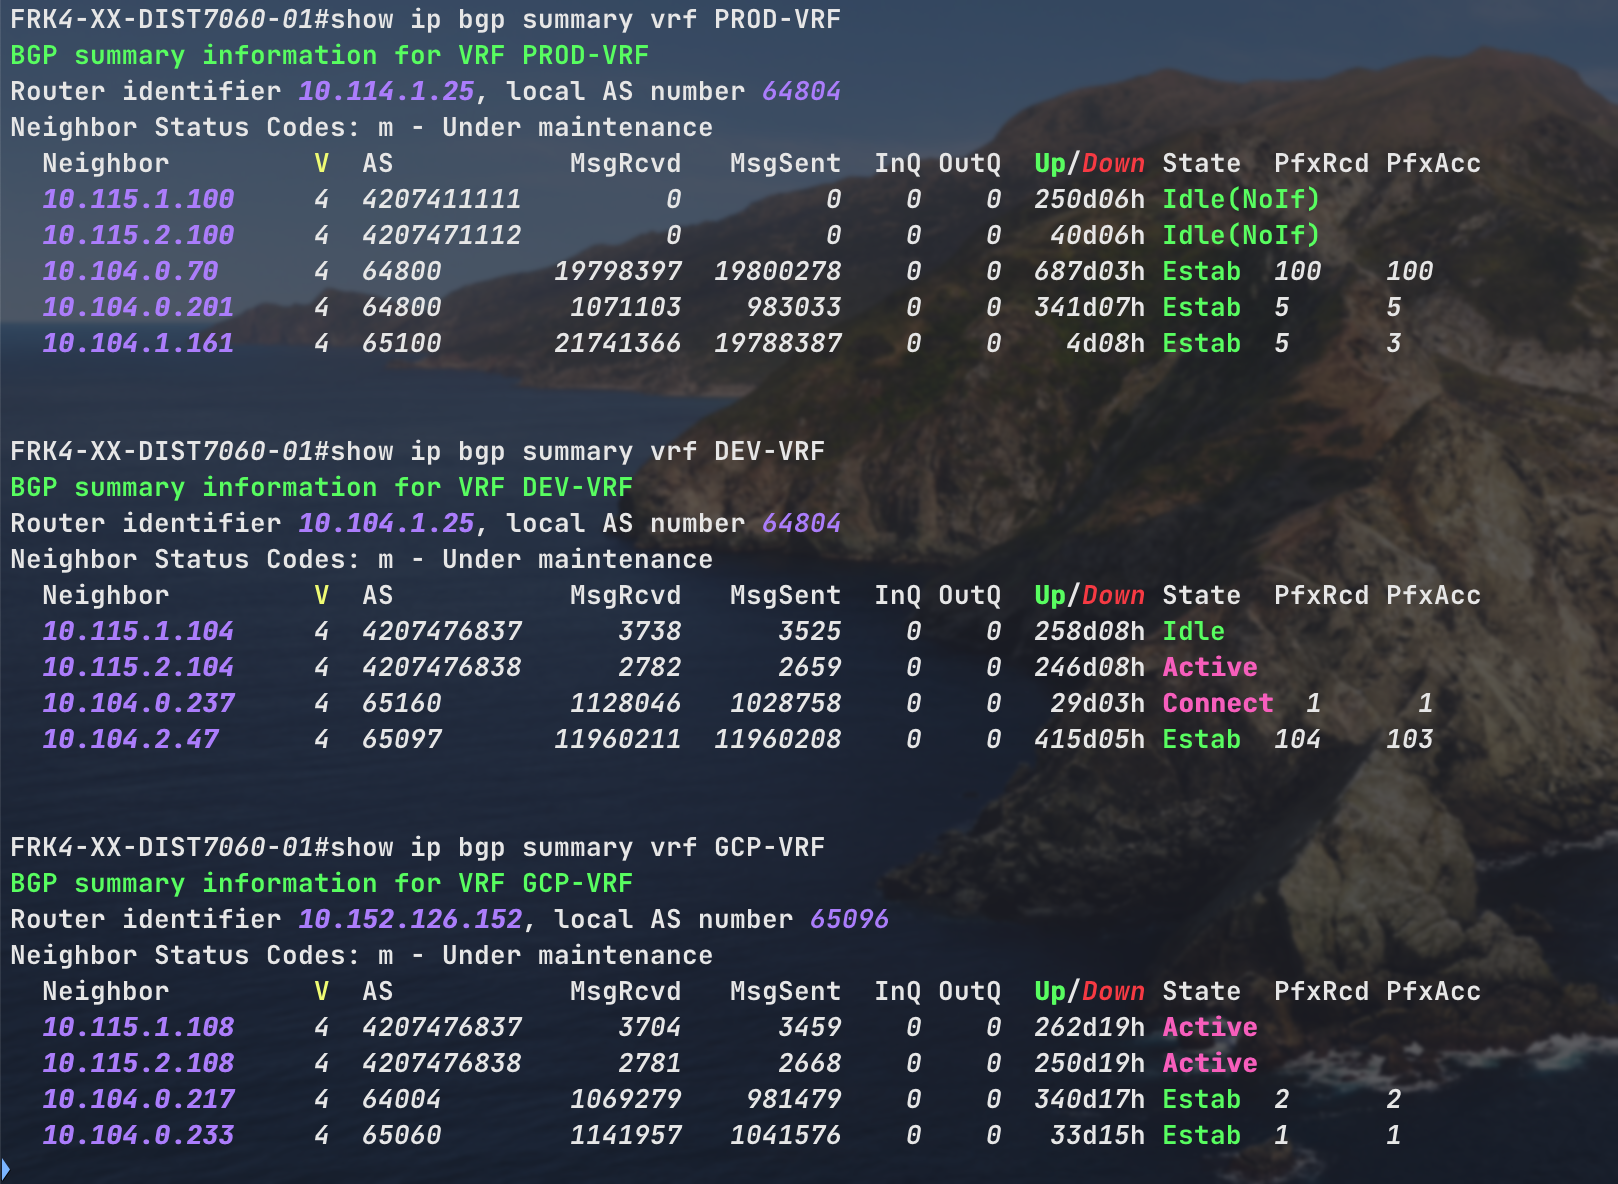 FRK4-XX-DIST7060-01#show ip bgp summary vrf PROD-VRF
BGP summary information for VRF PROD-VRF
Router identifier 10.114.1.25, local AS number 64804
Neighbor Status Codes: m - Under maintenance
  Neighbor         V  AS           MsgRcvd   MsgSent  InQ OutQ  Up/Down State  PfxRcd PfxAcc
  10.115.1.100     4  4207411111         0         0    0    0  250d06h Idle(NoIf)
  10.115.2.100     4  4207471112         0         0    0    0   40d06h Idle(NoIf)
  10.104.0.70      4  64800       19798397  19800278    0    0  687d03h Estab  100    100
  10.104.0.201     4  64800        1071103    983033    0    0  341d07h Estab  5      5
  10.104.1.161     4  65100       21741366  19788387    0    0    4d08h Estab  5      3
FRK4-XX-DIST7060-01#show ip bgp summary vrf DEV-VRF
BGP summary information for VRF DEV-VRF
Router identifier 10.104.1.25, local AS number 64804
Neighbor Status Codes: m - Under maintenance
  Neighbor         V  AS           MsgRcvd   MsgSent  InQ OutQ  Up/Down State  PfxRcd PfxAcc
  10.115.1.104     4  4207476837      3738      3525    0    0  258d08h Idle
  10.115.2.104     4  4207476838      2782      2659    0    0  246d08h Active
  10.104.0.237     4  65160        1128046   1028758    0    0   29d03h Connect  1      1
  10.104.2.47      4  65097       11960211  11960208    0    0  415d05h Estab  104    103
FRK4-XX-DIST7060-01#show ip bgp summary vrf GCP-VRF
BGP summary information for VRF GCP-VRF
Router identifier 10.152.126.152, local AS number 65096
Neighbor Status Codes: m - Under maintenance
  Neighbor         V  AS           MsgRcvd   MsgSent  InQ OutQ  Up/Down State  PfxRcd PfxAcc
  10.115.1.108     4  4207476837      3704      3459    0    0  262d19h Active
  10.115.2.108     4  4207476838      2781      2668    0    0  250d19h Active
  10.104.0.217     4  64004        1069279    981479    0    0  340d17h Estab  2      2
  10.104.0.233     4  65060        1141957   1041576    0    0   33d15h Estab  1      1